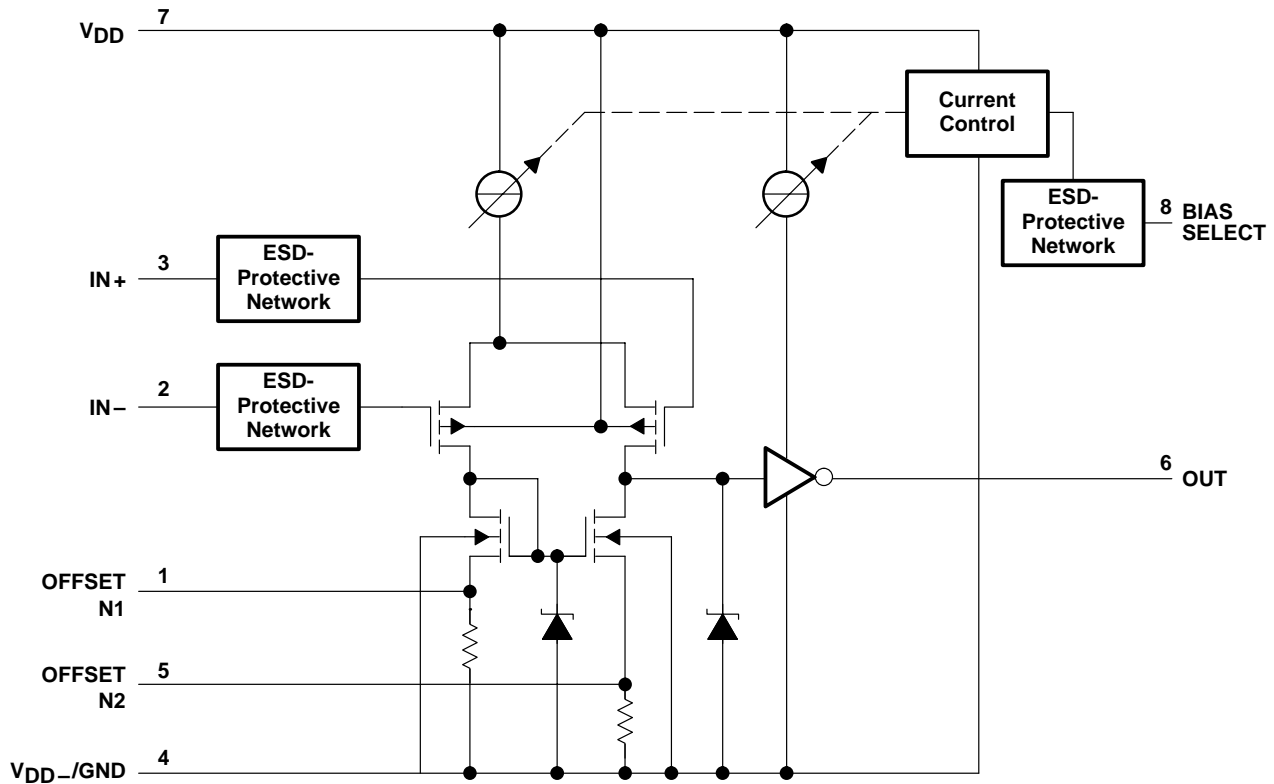 7
VDD
Current
Control
ESD-
Protective
Network
8 BIAS
SELECT
3
IN+
ESD-
Protective
Network
2
IN−
ESD-
Protective
Network
6
OUT
OFFSET
N1
1
OFFSET
N2
5
VDD−/GND
4